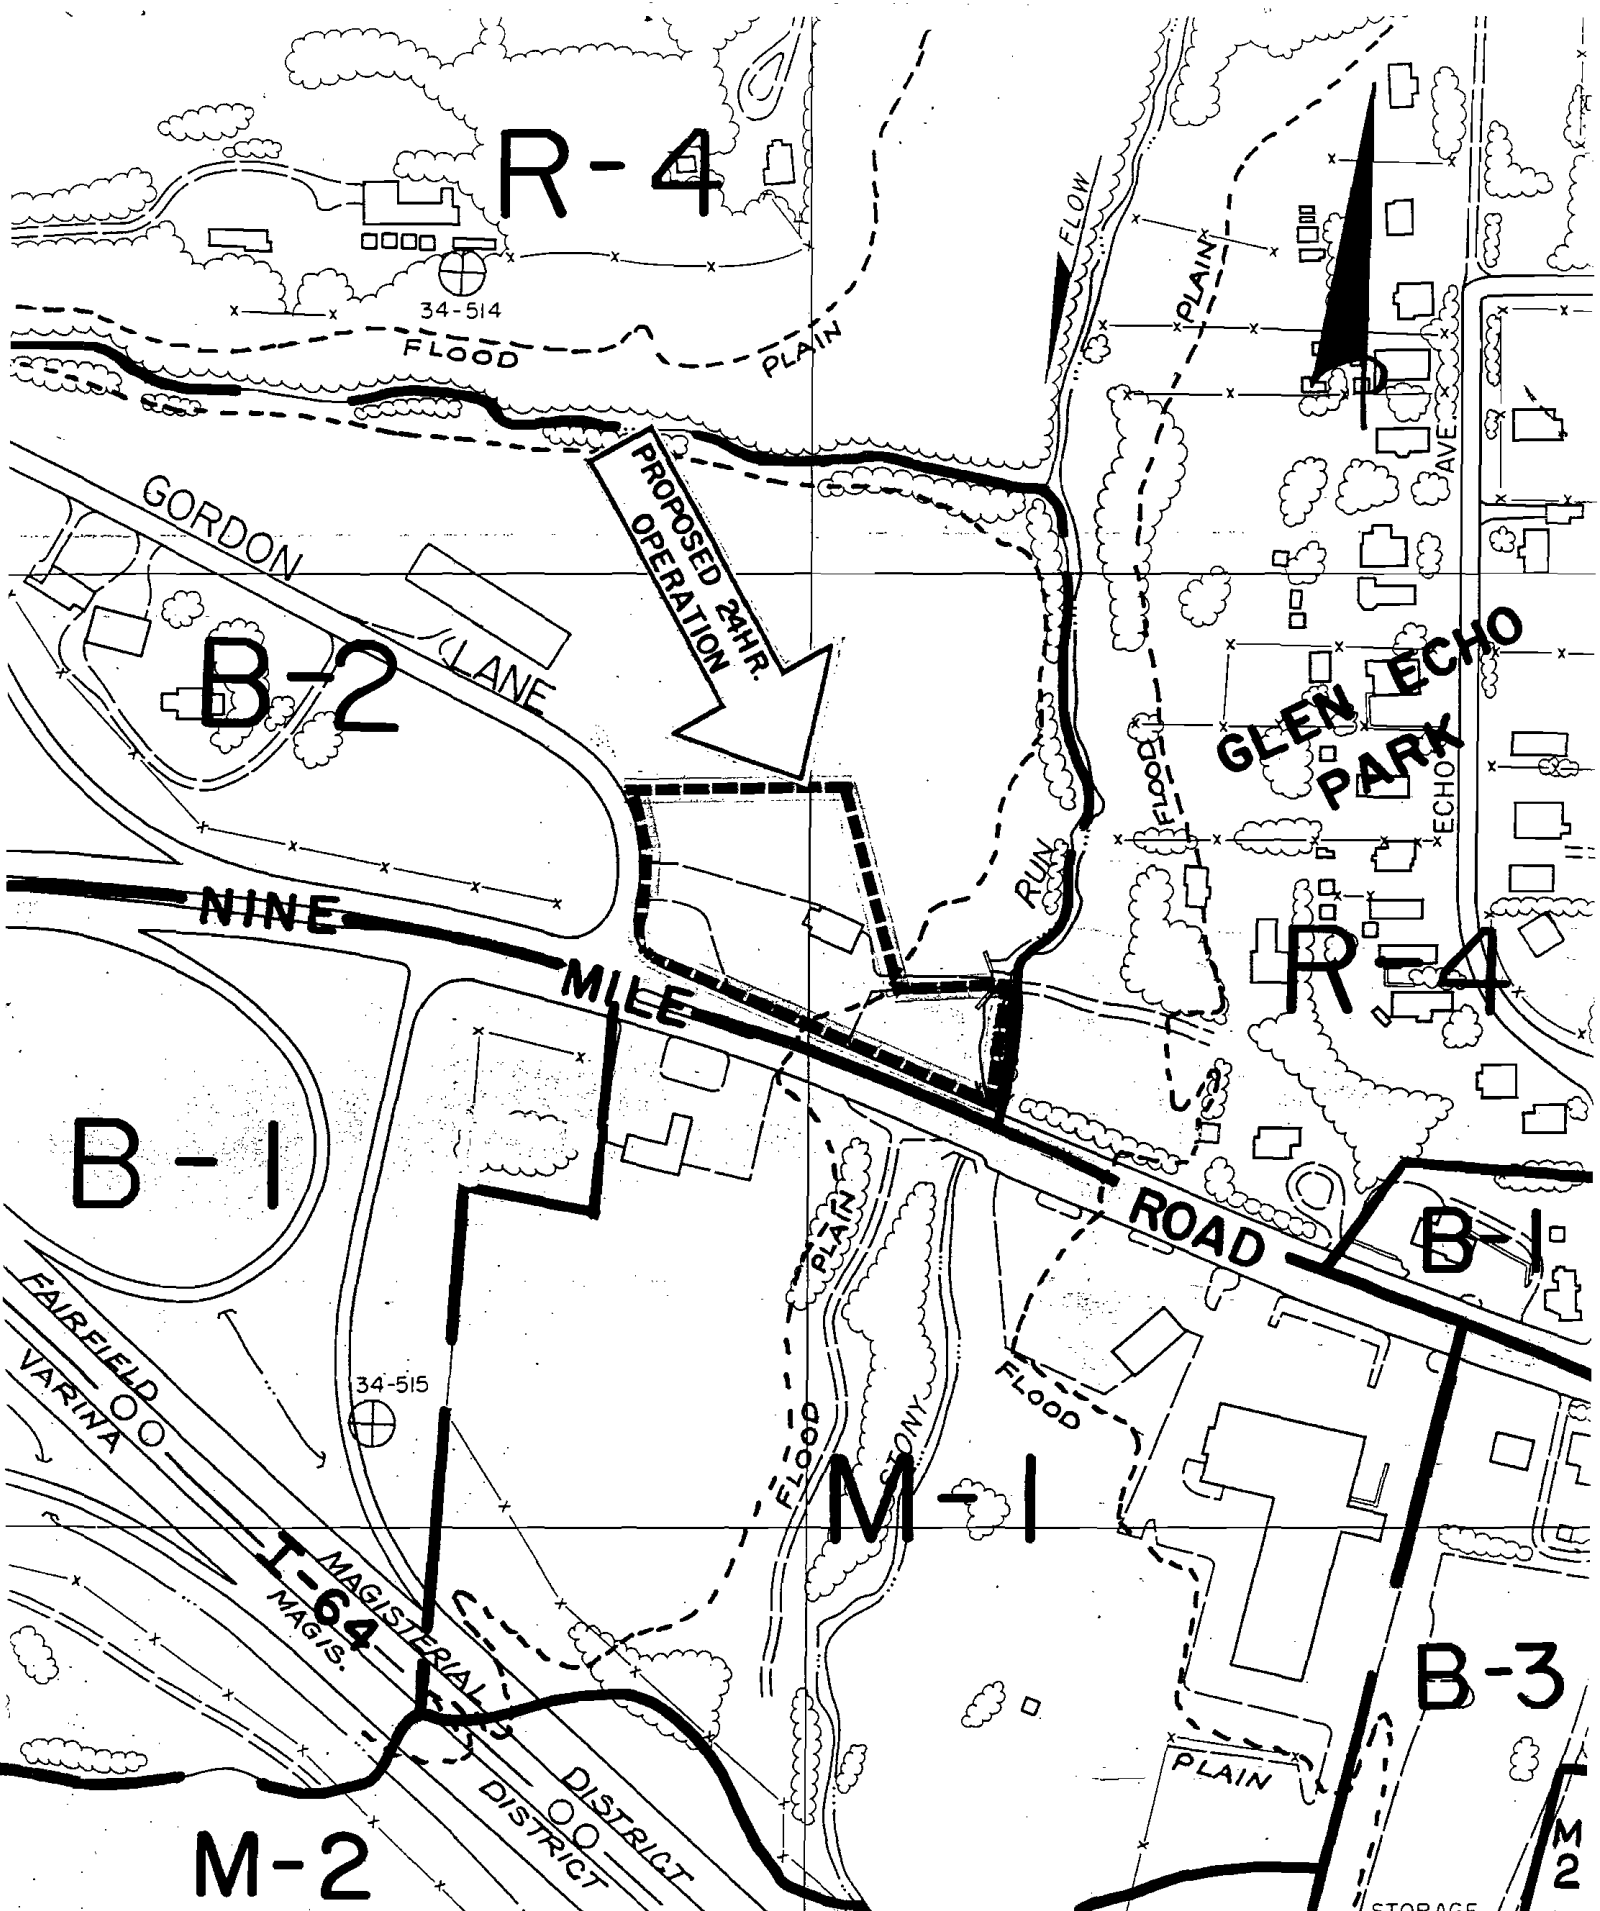 R-4
FLOW
PLAIN
34-514
FLOOD
PLAIN
AVE.
GORDON
LANE
PROPOSED 24HR.
OPERATION
B-2
GLEN ECHO
PARK
ECHO
FLOOD
RUN
NINE
MILE
ROAD
R-4
B-1
B-1
PLAIN
FAIRFIELD
VARINA
34-515
FLOOD
FLOOD
STONY
M-1
I-64
MAGISTERIAL
MAGIS.
B-3
PLAIN
DISTRICT
DISTRICT
M-2
M
2
STORAGE